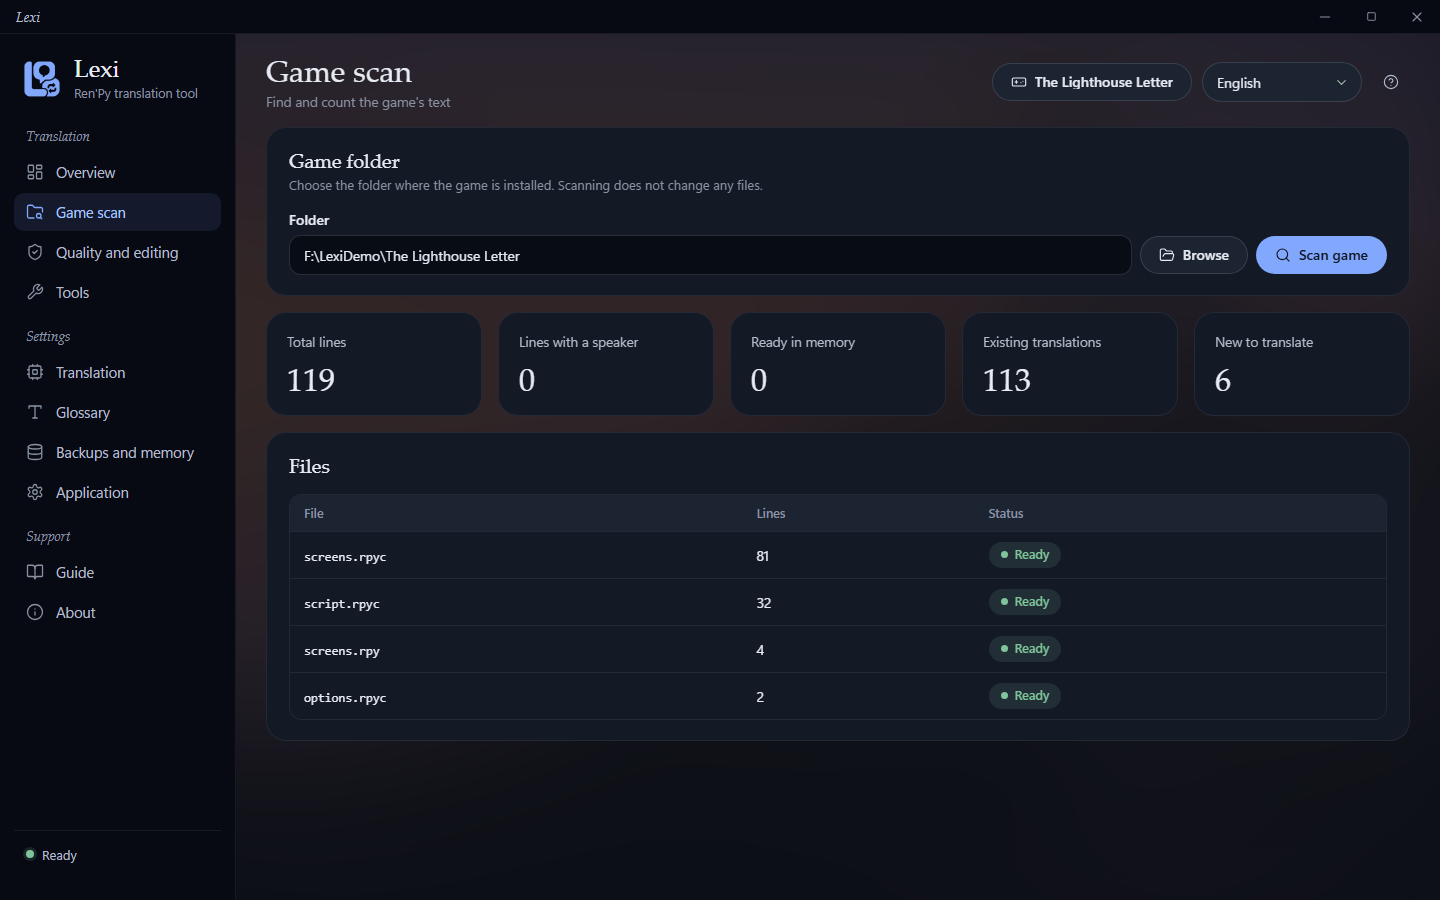 Lexi
Lexi
Ren'Py translation tool
Translation
Overview
Game scan
Quality and editing
Tools
Settings
Translation
Glossary
Backups and memory
Application
Support
Guide
About
Ready
Game scan
Find and count the game's text
The Lighthouse Letter
English
Game folder
Choose the folder where the game is installed. Scanning does not change any files.
Folder
F:\LexiDemo\The Lighthouse Letter
Browse
Scan game
Total lines
119
Lines with a speaker
0
Ready in memory
0
Existing translations
113
New to translate
6
Files
File Lines Status
screens.rpyc 81 Ready
script.rpyc 32 Ready
screens.rpy 4 Ready
options.rpyc 2 Ready